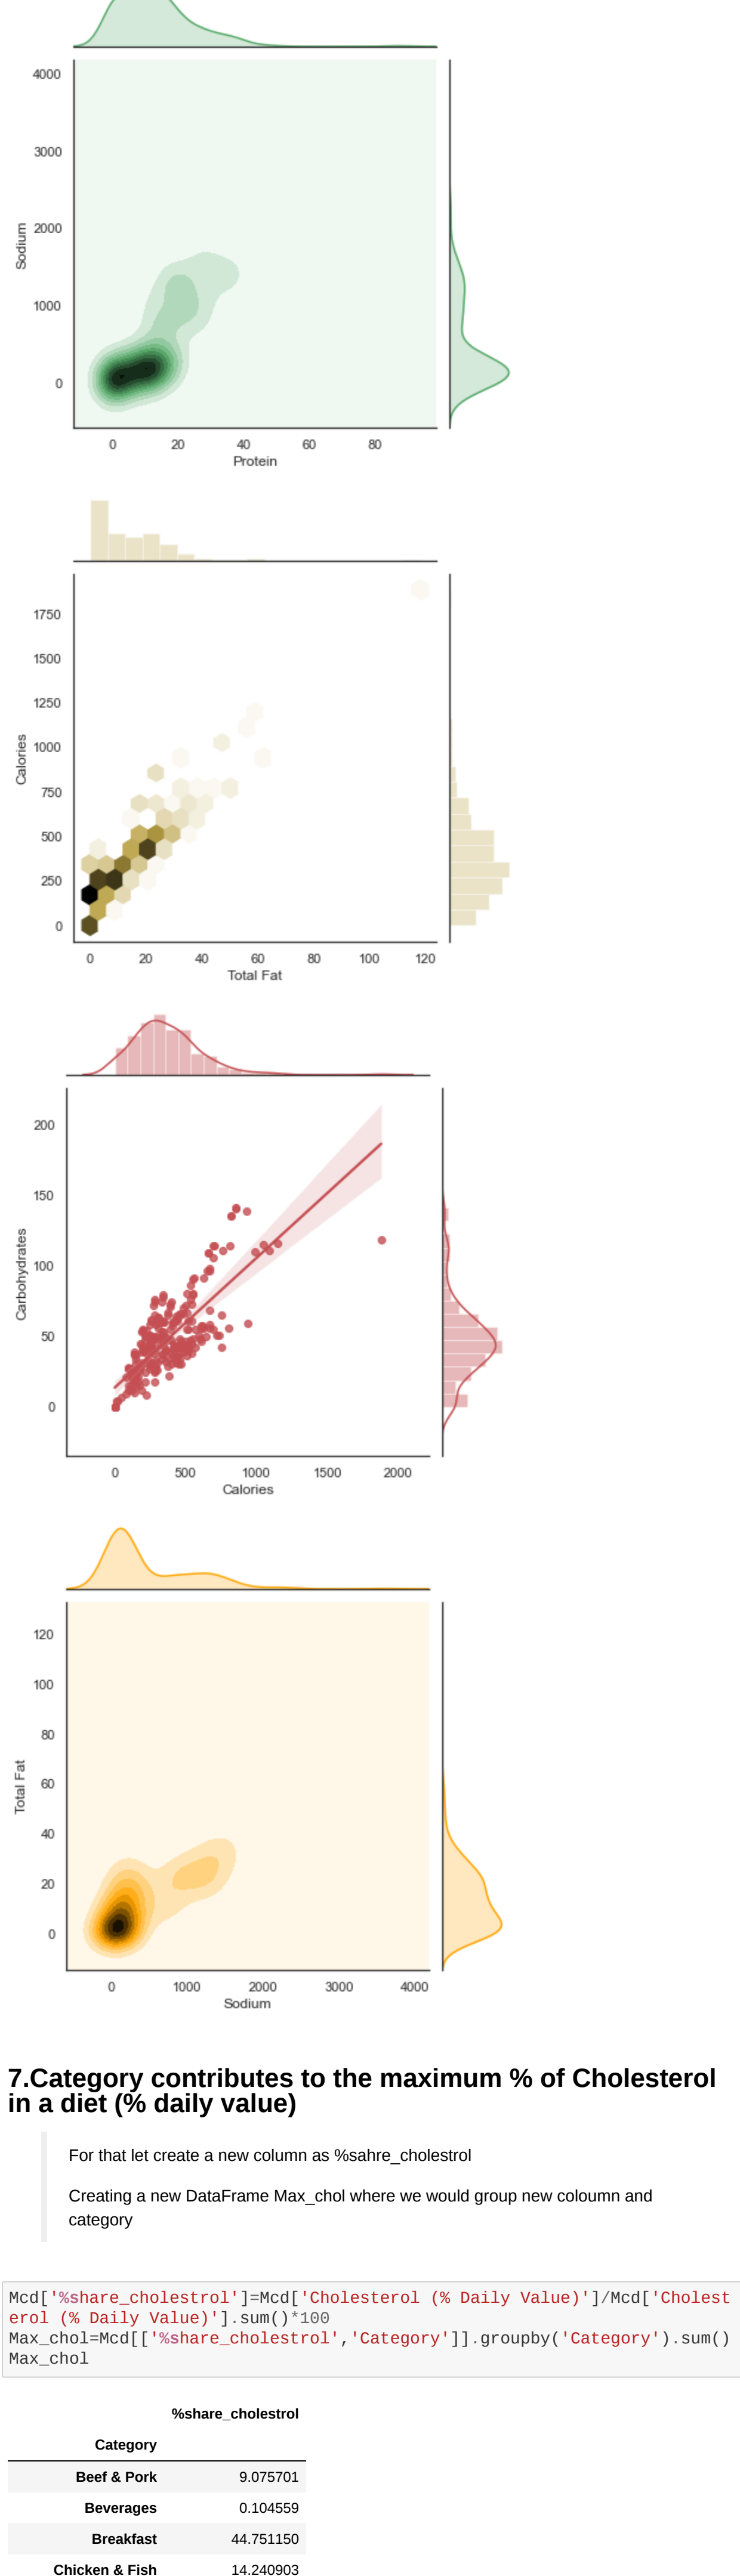 4000
3000
2000
1000
0
Sodium
0 20 40 60 80
Protein
1750
1500
1250
1000
750
500
250
0
Calories
0 20 40 60 80 100 120
Total Fat
200
150
100
50
0
Carbohydrates
0 500 1000 1500 2000
Calories
120
100
80
60
40
20
0
Total Fat
0 1000 2000 3000 4000
Sodium
7.Category contributes to the maximum % of Cholesterol
in a diet (% daily value)
For that let create a new column as %sahre_cholestrol
Creating a new DataFrame Max_chol where we would group new coloumn and
category
Mcd['%share_cholestrol']=Mcd['Cholesterol (% Daily Value)']/Mcd['Cholest
erol (% Daily Value)'].sum()*100
Max_chol=Mcd[['%share_cholestrol','Category']].groupby('Category').sum()
Max_chol
%share_cholestrol
Category
Beef & Pork 9.075701
Beverages 0.104559
Breakfast 44.751150
Chicken & Fish 14.240903